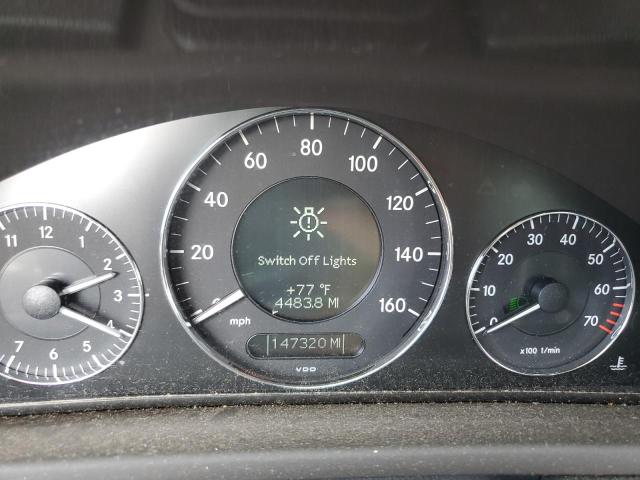 11 12 1 2 3 4 5 6 7
0 20 40 60 80 100 120 140 160
Switch Off Lights
+77 °F
4483.8 MI
mph
147320 MI
VDO
0 10 20 30 40 50 60 70
x100 1/min